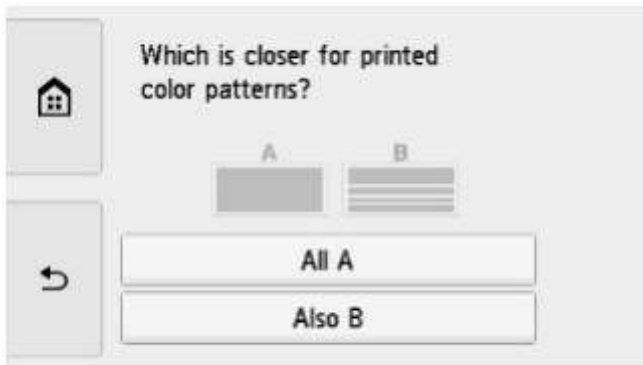 Which is closer for printed
color patterns?
A B
All A
Also B